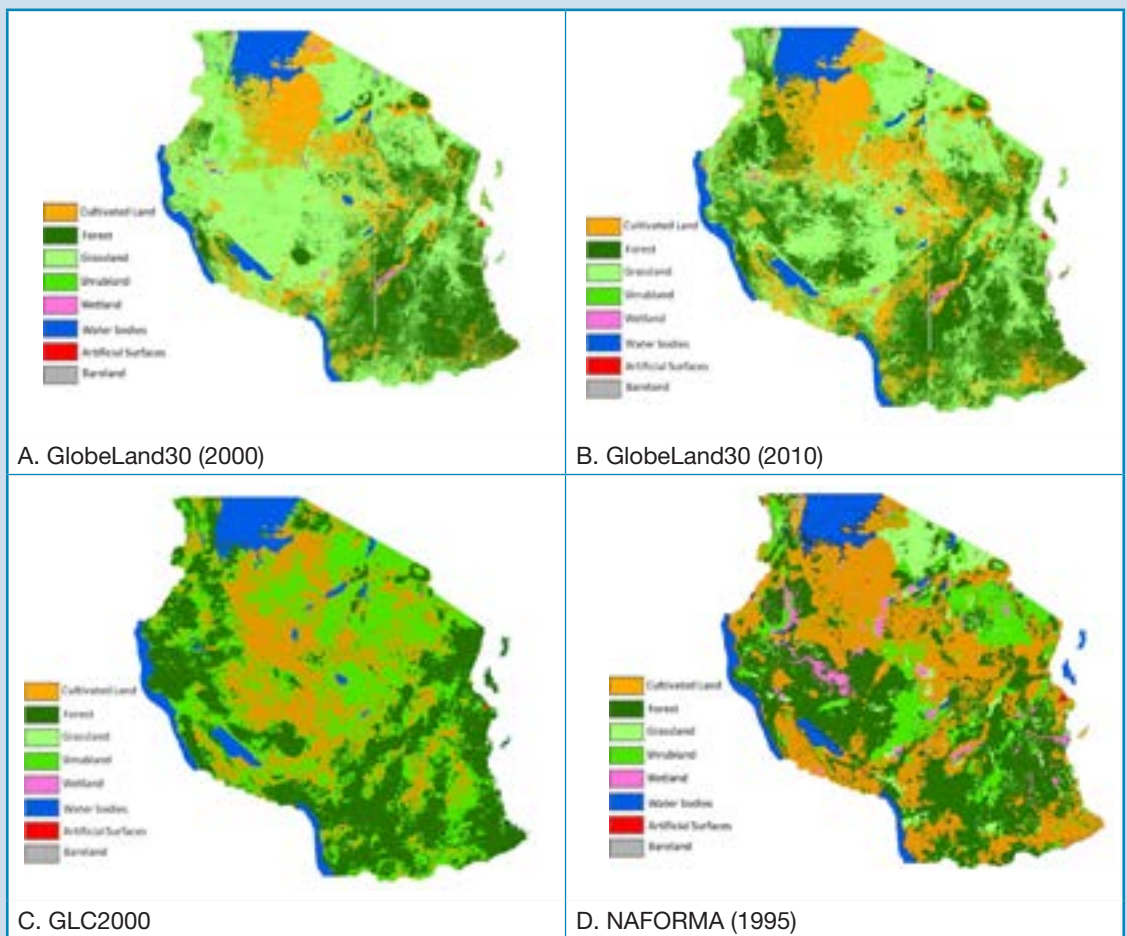 Cultivated Land
Forest
Grassland
Shrubland
Wetland
Water bodies
Artificial Surfaces
Bareland
A. GlobeLand30 (2000)
Cultivated Land
Forest
Grassland
Shrubland
Wetland
Water bodies
Artificial Surfaces
Bareland
B. GlobeLand30 (2010)
Cultivated Land
Forest
Grassland
Shrubland
Wetland
Water bodies
Artificial Surfaces
Bareland
C. GLC2000
Cultivated Land
Forest
Grassland
Shrubland
Wetland
Water bodies
Artificial Surfaces
Bareland
D. NAFORMA (1995)